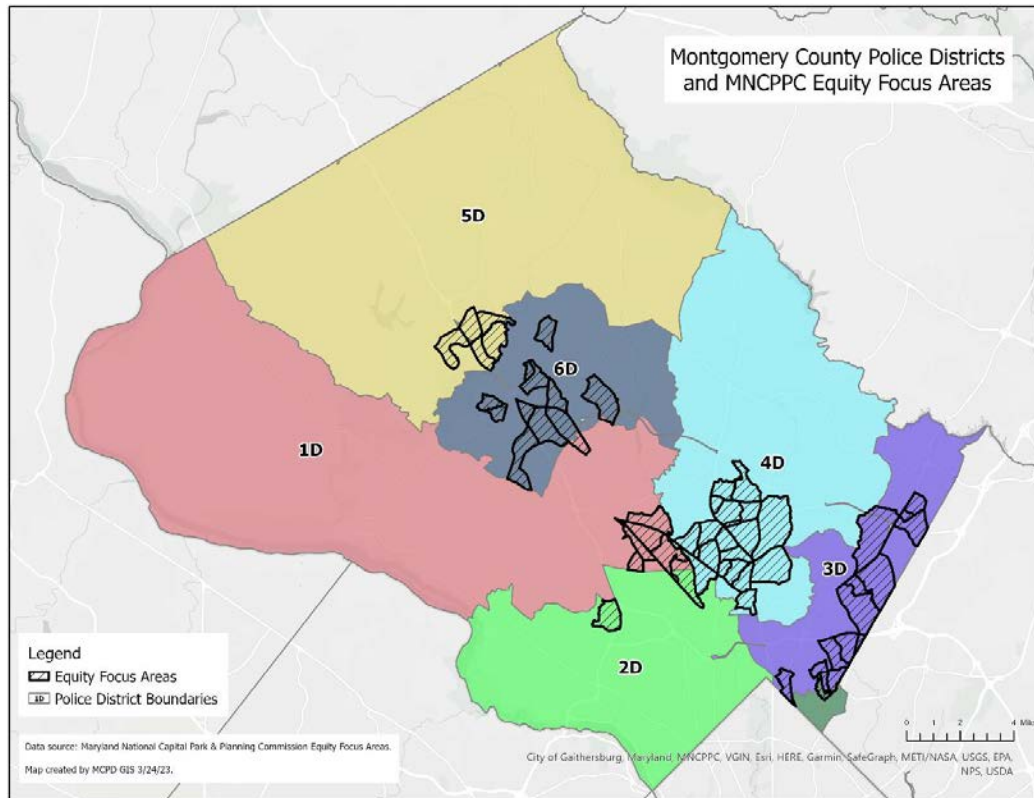 Montgomery County Police Districts
and MNCPPC Equity Focus Areas
5D
6D
1D
4D
3D
2D
Legend
Equity Focus Areas
1D Police District Boundaries
Data source: Maryland National Capital Park & Planning Commission Equity Focus Areas.
Map created by MCPD GIS 3/24/23.
0 1 2 4
City of Gaithersburg, Maryland, MNCPPC, VGIN, Esri, HERE, Garmin, SafeGraph, METI/NASA, USGS, EPA,
NPS, USDA